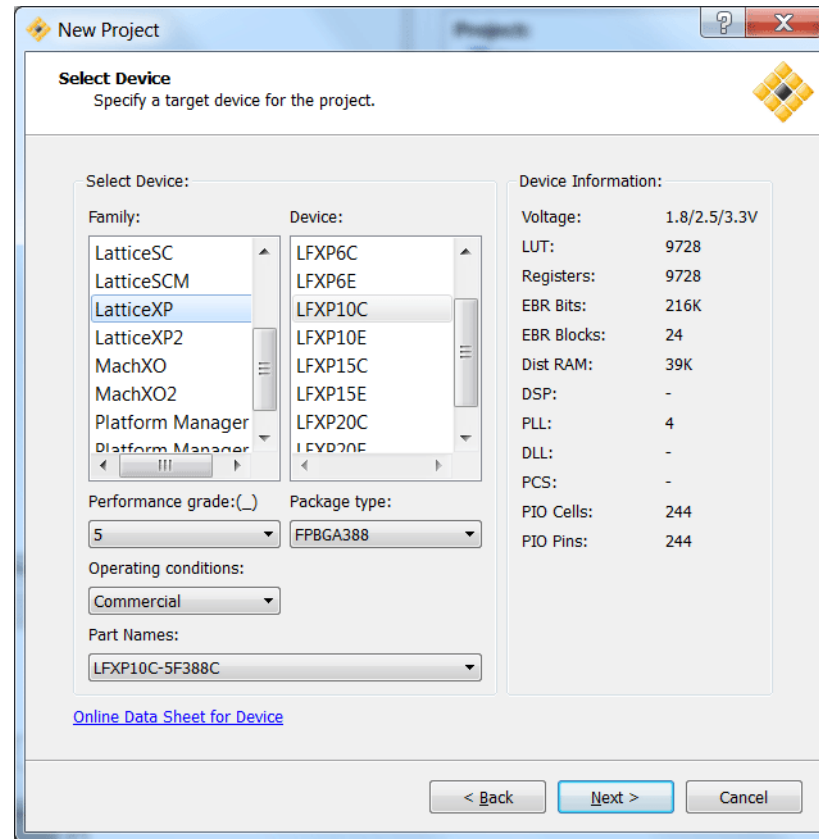 New Project
Select Device
Specify a target device for the project.
Select Device:
Family:
LatticeSC
LatticeSCM
LatticeXP
LatticeXP2
MachXO
MachXO2
Platform Manager
Platform Manager
Device:
LFXP6C
LFXP6E
LFXP10C
LFXP10E
LFXP15C
LFXP15E
LFXP20C
LFXP20E
Performance grade:(_)
5
Package type:
FPBGA388
Operating conditions:
Commercial
Part Names:
LFXP10C-5F388C
Device Information:
Voltage: 1.8/2.5/3.3V
LUT: 9728
Registers: 9728
EBR Bits: 216K
EBR Blocks: 24
Dist RAM: 39K
DSP: -
PLL: 4
DLL: -
PCS: -
PIO Cells: 244
PIO Pins: 244
Online Data Sheet for Device
< Back
Next >
Cancel